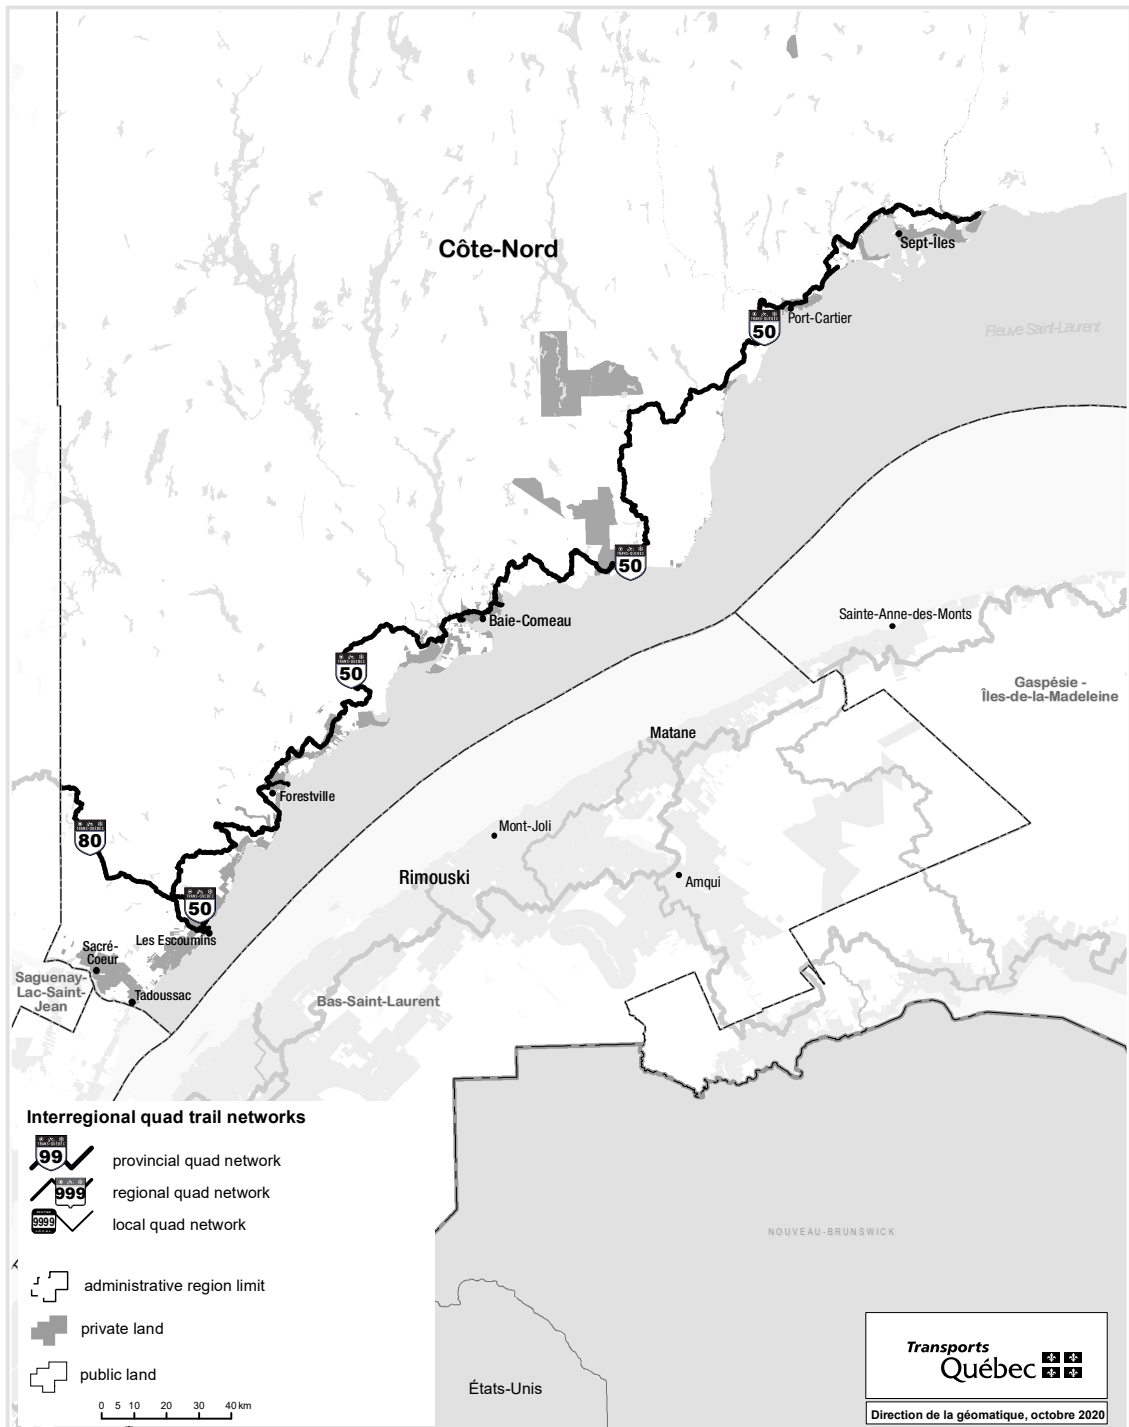 Côte-Nord
Sept-Îles
Port-Cartier
50
Fleuve Saint-Laurent
50
Baie-Comeau
Sainte-Anne-des-Monts
50
Gaspésie -
Îles-de-la-Madeleine
Matane
Forestville
80
Mont-Joli
Rimouski
Amqui
50
Les Escoumins
Sacré-
Coeur
Saguenay-
Lac-Saint-
Jean
Tadoussac
Bas-Saint-Laurent
Interregional quad trail networks
TRANS-QUÉBEC
99
provincial quad network
999
regional quad network
9999
local quad network
NOUVEAU-BRUNSWICK
administrative region limit
private land
public land
États-Unis
0 5 10 20 30 40 km
Transports
Québec
Direction de la géomatique, octobre 2020